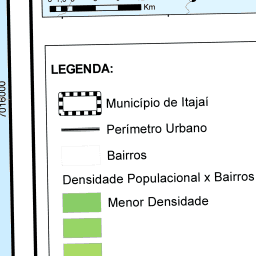 Km
LEGENDA:
Município de Itajaí
Perímetro Urbano
Bairros
Densidade Populacional x Bairros
Menor Densidade
7016000